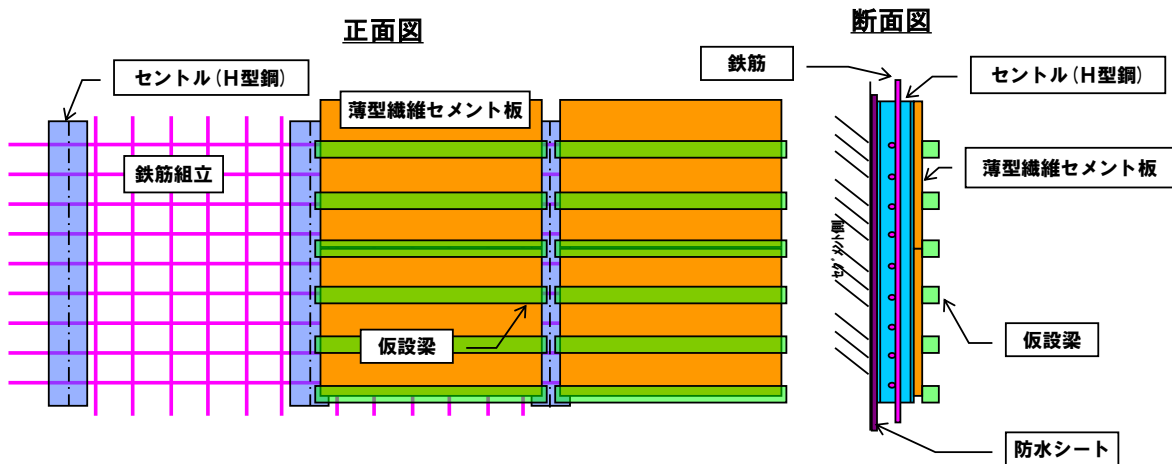 正面図
断面図
セントル(H型鋼)
薄型繊維セメント板
鉄筋組立
仮設梁
鉄筋
セントル(H型鋼)
薄型繊維セメント板
仮設梁
防水シート